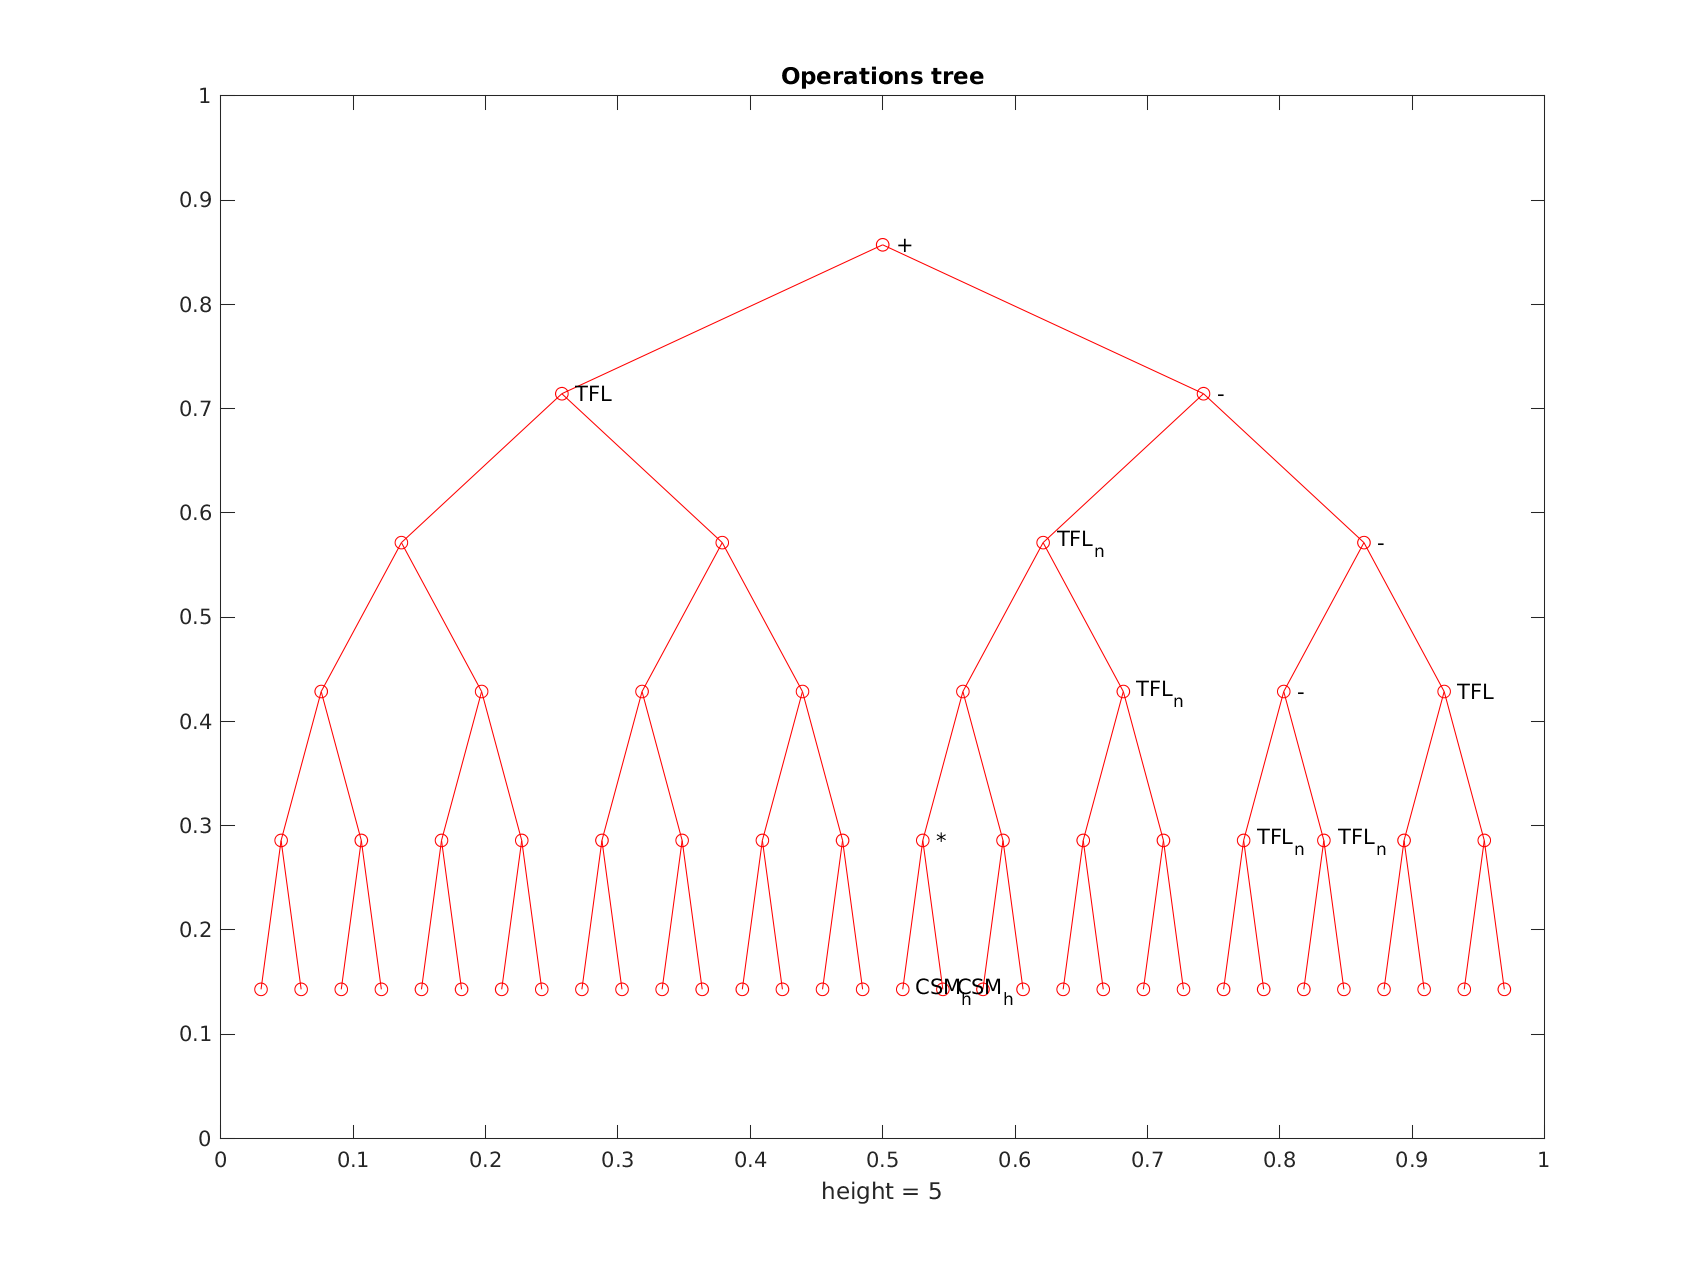 Operations tree
1
0.9
+
0.8
TFL -
0.7
0.6
TFLn -
0.5
TFLn - TFL
0.4
0.3
* TFLn TFLn
0.2
CSMn CSMn
0.1
0
0 0.1 0.2 0.3 0.4 0.5 0.6 0.7 0.8 0.9 1
height = 5